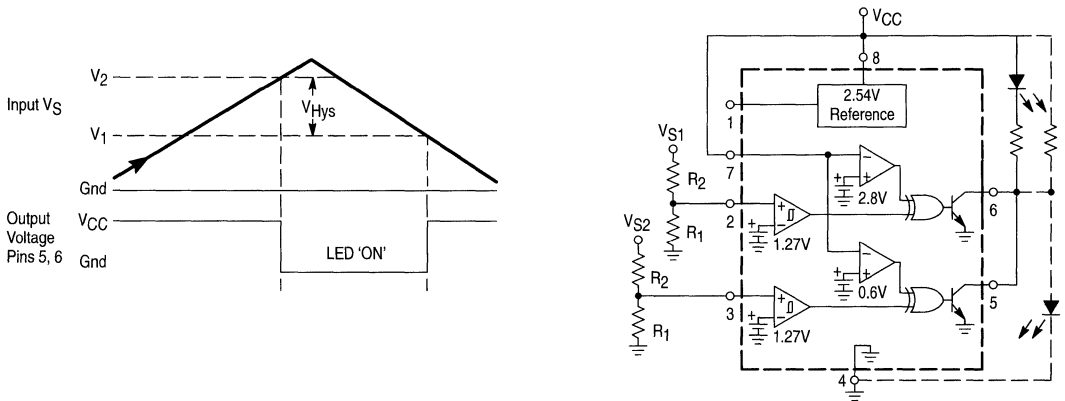 V2
Input VS
VHys
V1
Gnd
Output
Voltage
Pins 5, 6
VCC
Gnd
LED 'ON'
VCC
8
2.54V
Reference
1
VS1
7
R2
2.8V
6
2
R1
1.27V
VS2
R2
0.6V
5
3
R1
1.27V
4